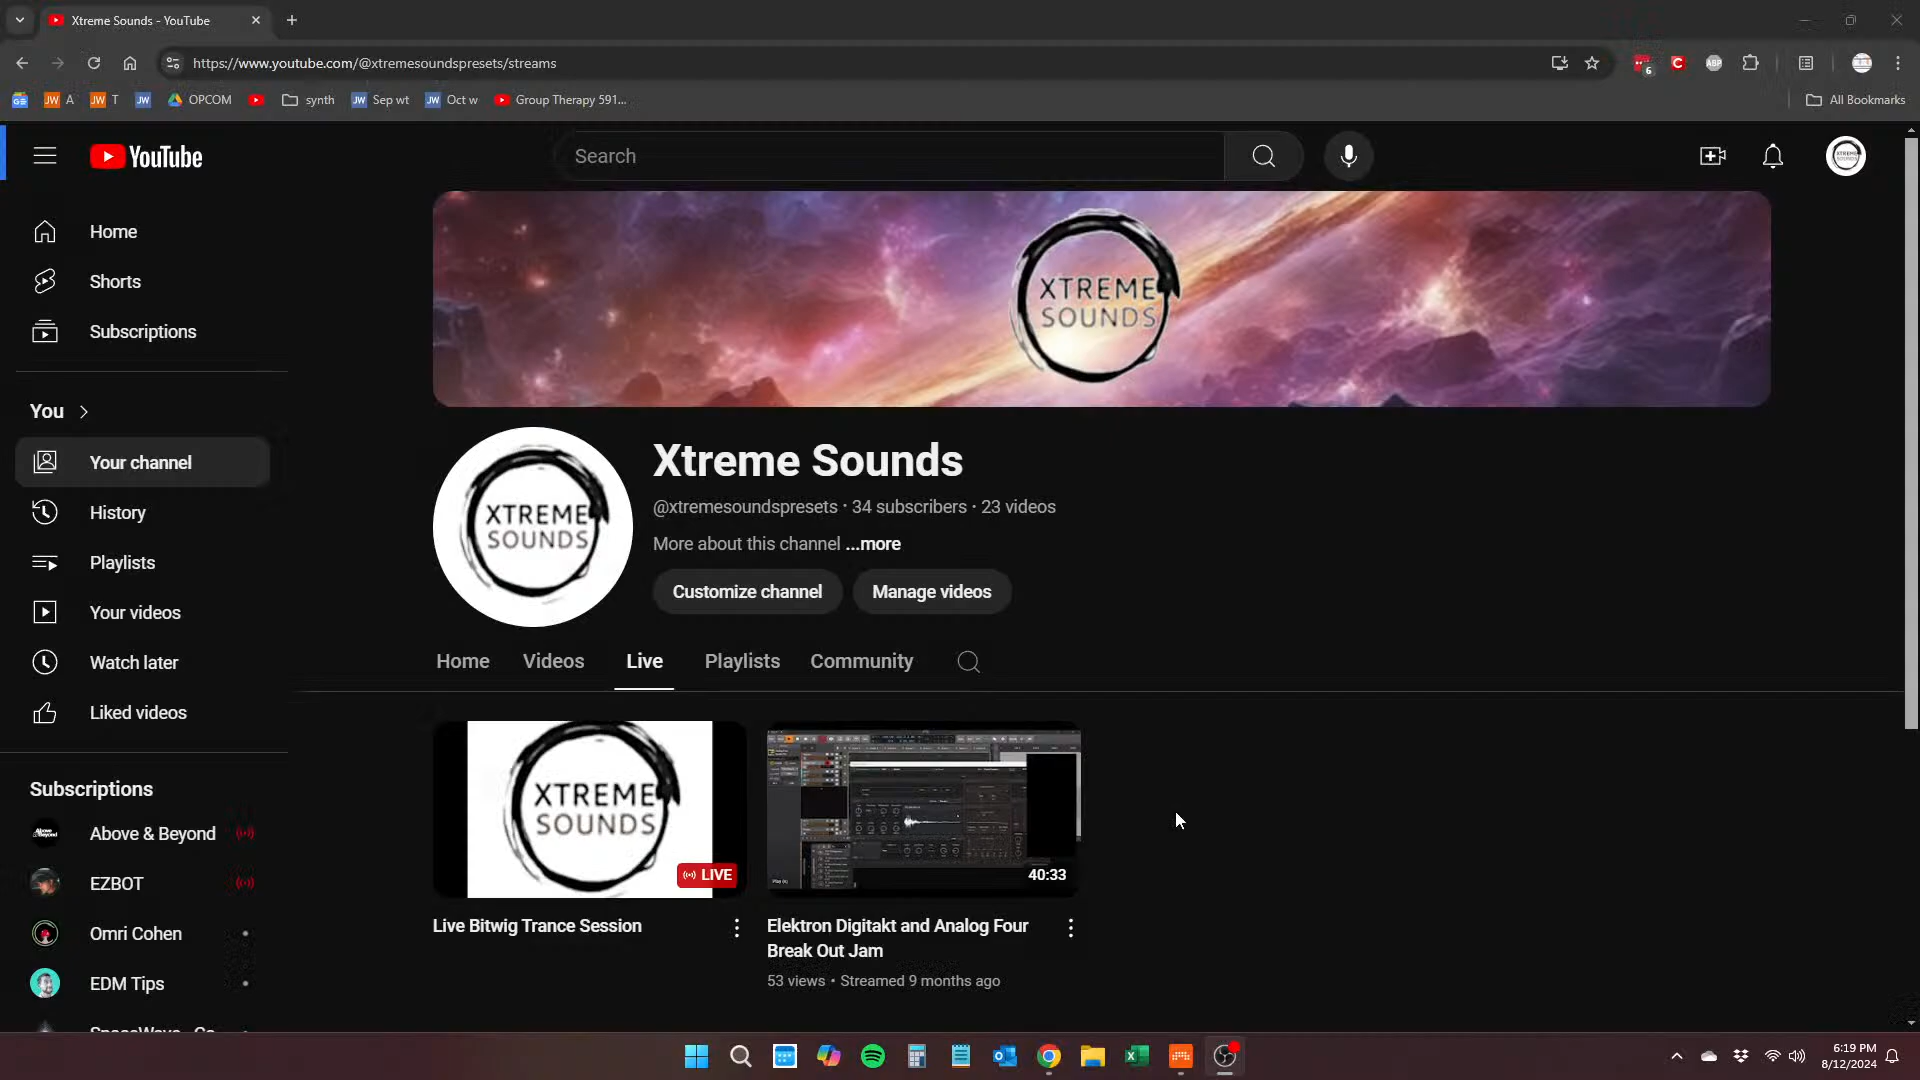 Xtreme Sounds - YouTube
https://www.youtube.com/@xtremesoundspresets/streams
6
ABP
A
T
OPCOM
synth
Sep wt
Oct w
Group Therapy 591...
All Bookmarks
YouTube
Search
Home
Shorts
Subscriptions
You
Your channel
History
Playlists
Your videos
Watch later
Liked videos
Subscriptions
Above & Beyond
EZBOT
Omri Cohen
EDM Tips
XTREME
SOUNDS
XTREME
SOUNDS
Xtreme Sounds
@xtremesoundspresets · 34 subscribers · 23 videos
More about this channel ...more
Customize channel
Manage videos
Home
Videos
Live
Playlists
Community
XTREME
SOUNDS
LIVE
40:33
Live Bitwig Trance Session
Elektron Digitakt and Analog Four
Break Out Jam
53 views • Streamed 9 months ago
6:19 PM
8/12/2024